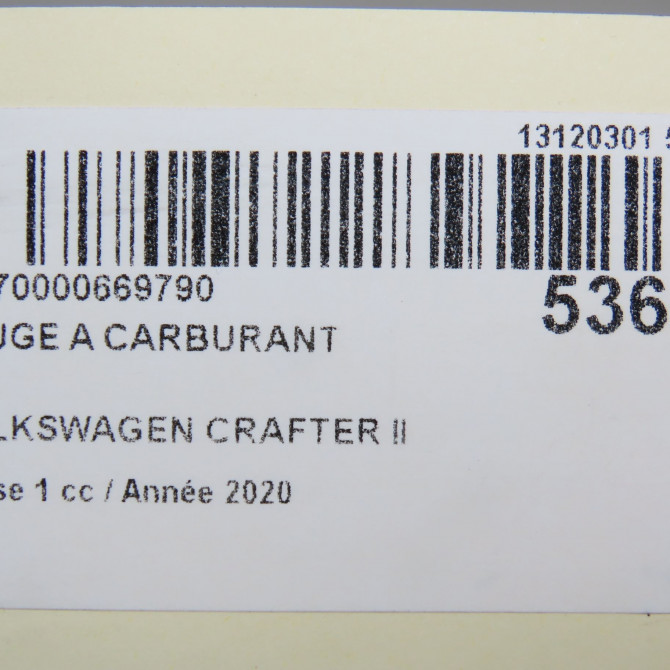 13120301 5
70000669790
536
UGE A CARBURANT
LKSWAGEN CRAFTER II
se 1 cc / Année 2020